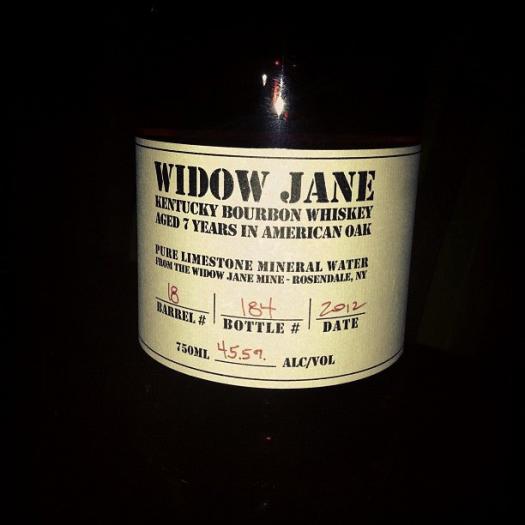 WIDOW JANE
KENTUCKY BOURBON WHISKEY
AGED 7 YEARS IN AMERICAN OAK
PURE LIMESTONE MINERAL WATER
FROM THE WIDOW JANE MINE - ROSENDALE, NY
18 184 2012
BARREL # BOTTLE # DATE
750ML 45.59. ALC/VOL